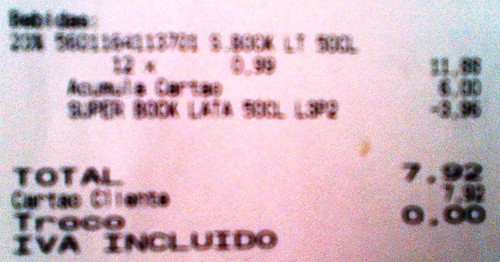 Bebidas:
23% 5601164113701 S.BOCK LT 50CL
12 x 0.99 11,88
Acumula Cartao 6,00
SUPER BOCK LATA 50CL L3P2 -3,96
TOTAL 7,92
Cartao Cliente 7,92
Troco 0,00
IVA INCLUIDO